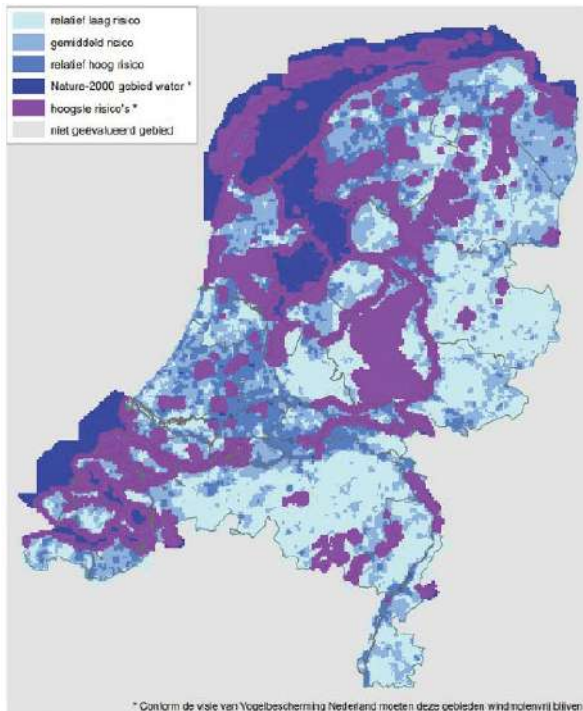 relatief laag risico
gemiddeld risico
relatief hoog risico
Nature-2000 gebied water *
hoogste risico's *
niet geëvalueerd gebied
* Conform de visie van Vogelbescherming Nederland moeten deze gebieden windmolenvrij blijven